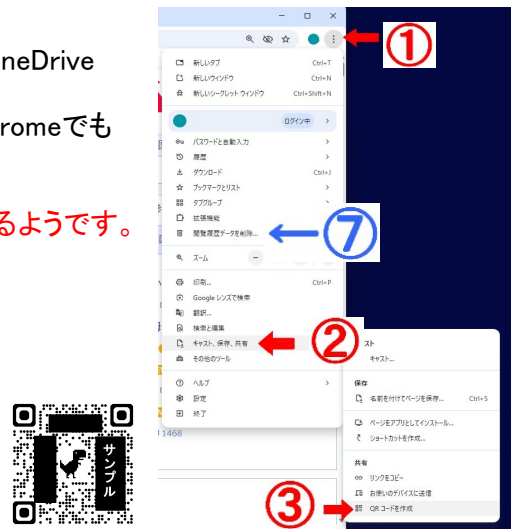 neDrive
romeでも
るようです。
サンプル
①
新しいタブ Ctrl+T
新しいウィンドウ Ctrl+N
新しいシークレット ウィンドウ Ctrl+Shift+N
ログイン中
パスワードと自動入力
履歴
ダウンロード Ctrl+J
ブックマークとリスト
タブグループ
拡張機能
閲覧履歴データを削除...
⑦
ズーム
印刷... Ctrl+P
Google レンズで検索
翻訳...
検索と編集
キャスト、保存、共有
②
その他のツール
ヘルプ
設定
終了
1468
スト
キャスト...
保存
名前を付けてページを保存... Ctrl+S
ページをアプリとしてインストール...
ショートカットを作成...
共有
リンクをコピー
お使いのデバイスに送信
QR コードを作成
③